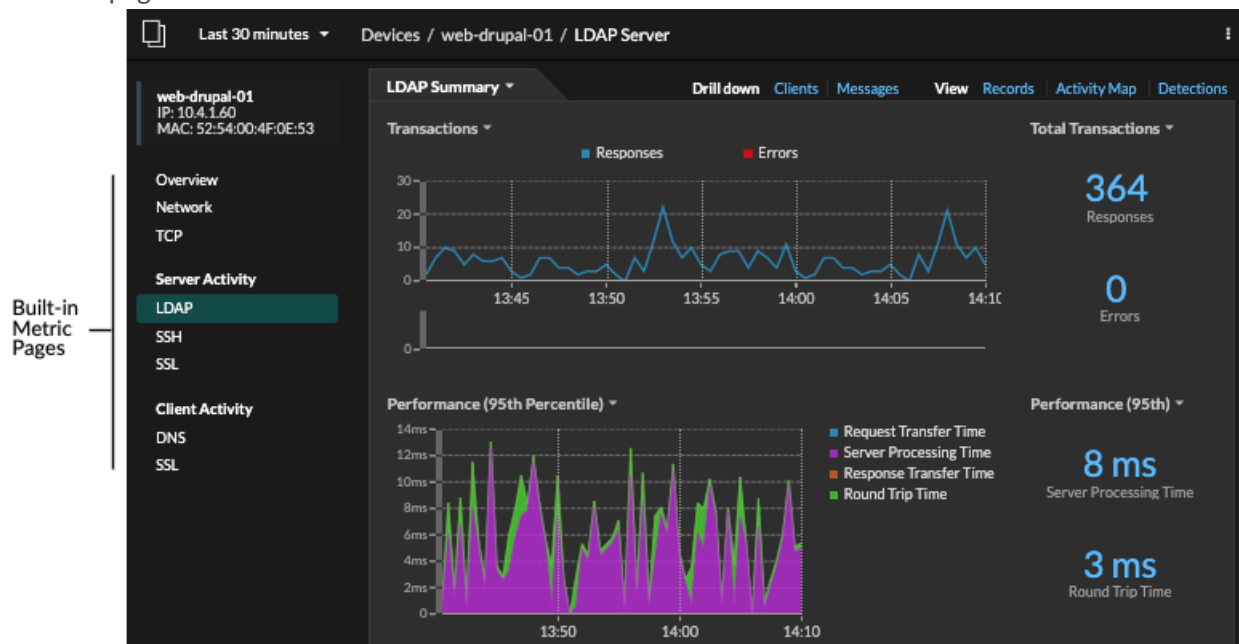 Last 30 minutes
Devices / web-drupal-01 / LDAP Server
web-drupal-01
IP: 10.4.1.60
MAC: 52:54:00:4F:0E:53
Built-in
Metric
Pages
Overview
Network
TCP
Server Activity
LDAP
SSH
SSL
Client Activity
DNS
SSL
LDAP Summary
Drill down Clients Messages View Records Activity Map Detections
Transactions
Responses Errors
30
20
10
0
13:45 13:50 13:55 14:00 14:05 14:10
0
Total Transactions
364
Responses
0
Errors
Performance (95th Percentile)
14ms
12ms
10ms
8ms
6ms
4ms
2ms
0
13:50 14:00 14:10
Request Transfer Time
Server Processing Time
Response Transfer Time
Round Trip Time
Performance (95th)
8 ms
Server Processing Time
3 ms
Round Trip Time